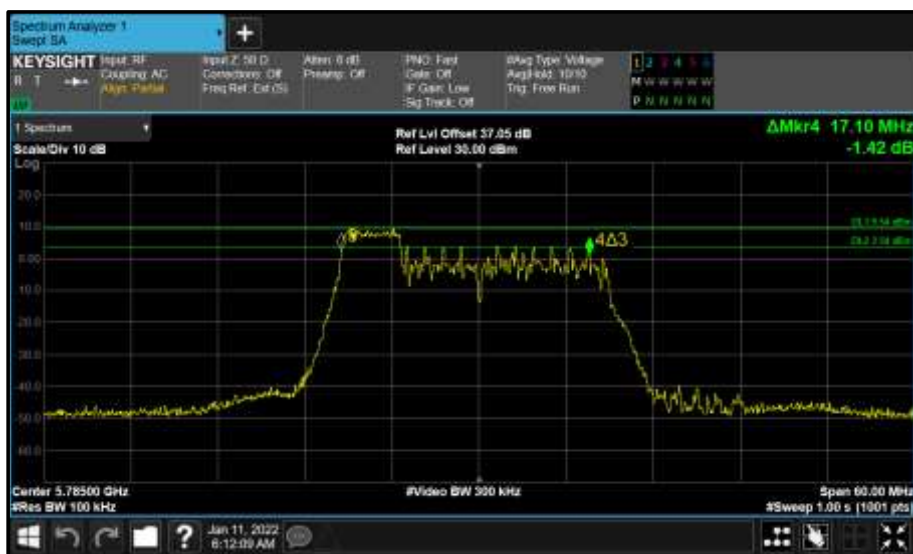 Spectrum Analyzer 1
Swept SA
+
KEYSIGHT
R T
Input: RF
Coupling: AC
Align: Partial
Input Z: 50 Ω
Corrections: Off
Freq Ref: Ext (S)
Atten: 6 dB
Preamp: Off
PNO: Fast
Gate: Off
IF Gain: Low
Sig Track: Off
#Avg Type: Voltage
Avg|Hold: 10/10
Trig: Free Run
1 2 3 4 5 6
M W W W W W
P N N N N N
1 Spectrum
Scale/Div 10 dB
Log
Ref Lvl Offset 37.05 dB
Ref Level 30.00 dBm
ΔMkr4 17.10 MHz
-1.42 dB
20.0
10.0
0.00
-10.0
-20.0
-30.0
-40.0
-50.0
-60.0
4Δ3
Center 5.78500 GHz
#Res BW 100 kHz
#Video BW 300 kHz
Span 60.00 MHz
#Sweep 1.00 s (1001 pts)
?
Jan 11, 2022
6:12:09 AM